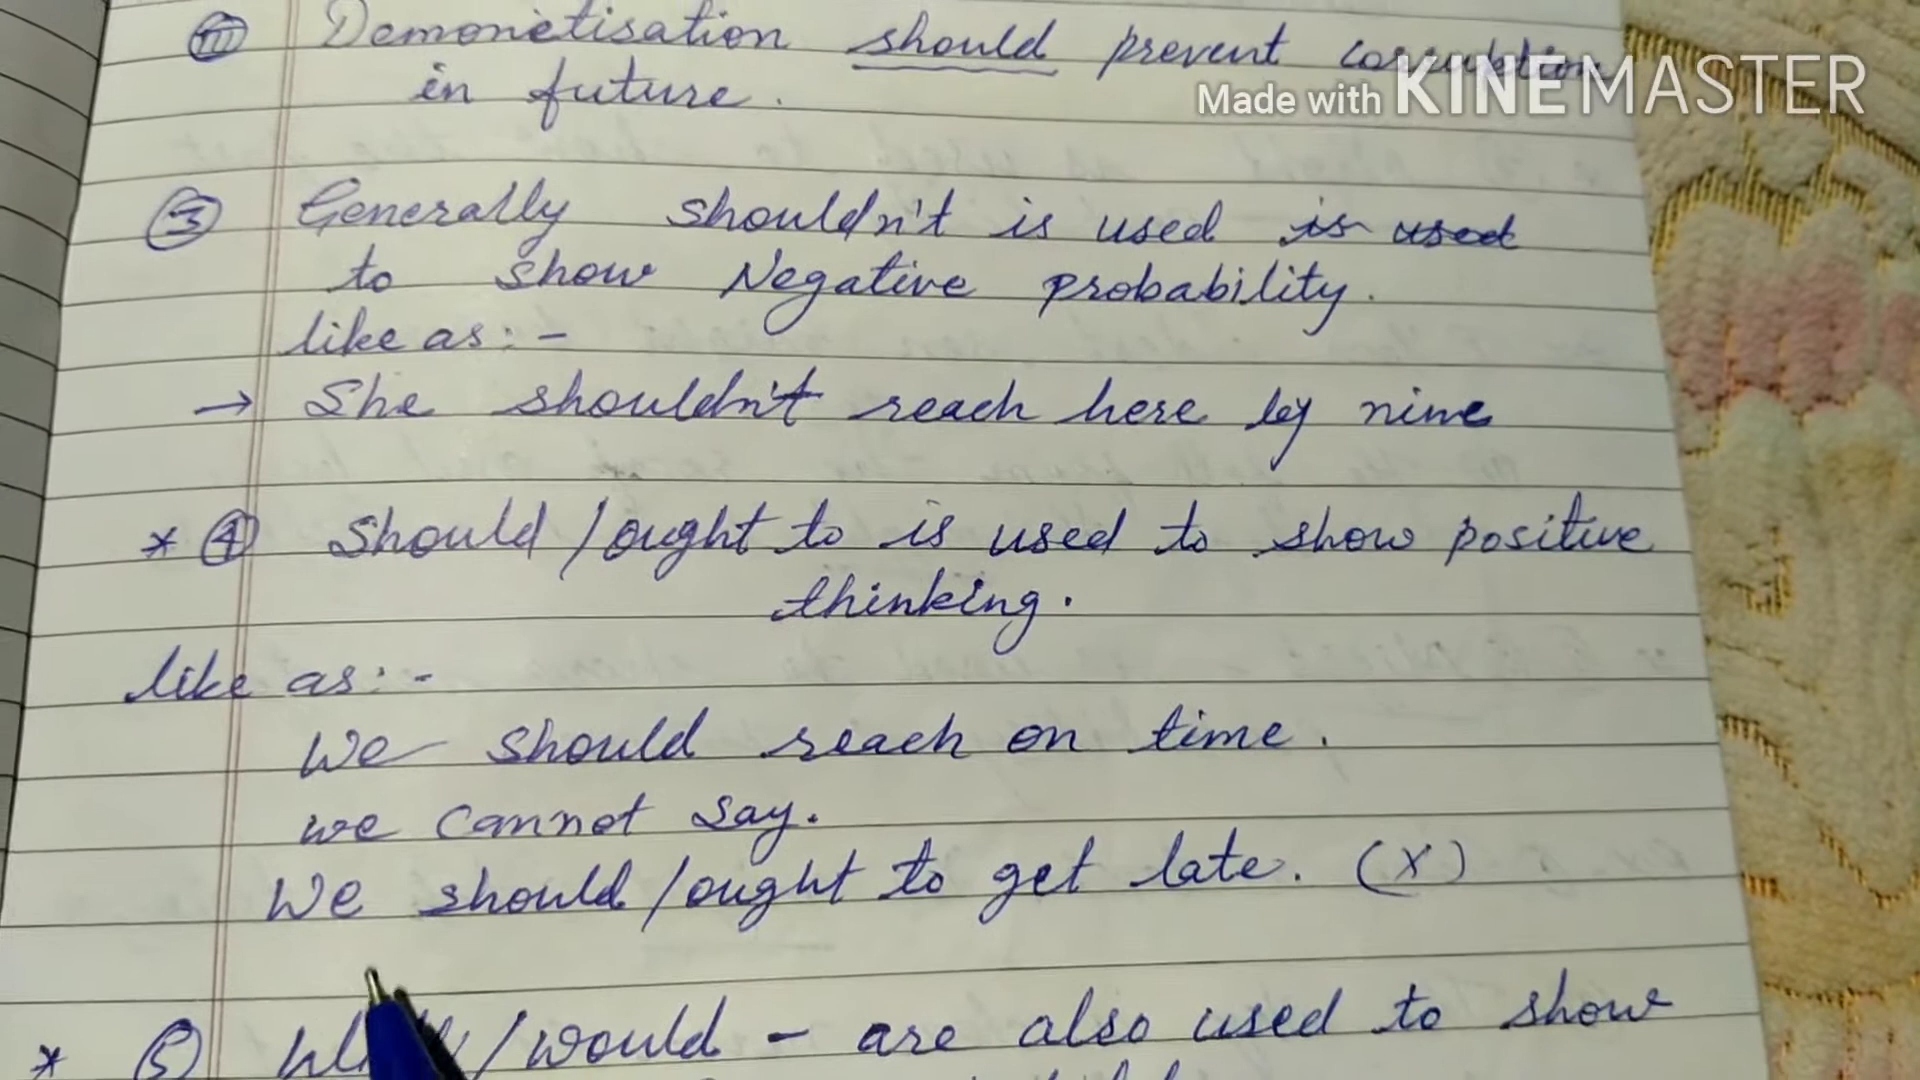 (iii) Demonetisation should prevent corruption
in future.
Made with KINEMASTER
(3) Generally shouldn't is used is used
to show Negative probability.
like as:-
→ She shouldn't reach here by nine
* (4) Should/ought to is used to show positive
thinking.
like as:-
We should reach on time.
we cannot say.
We should/ought to get late. (X)
* (5) /would - are also used to show